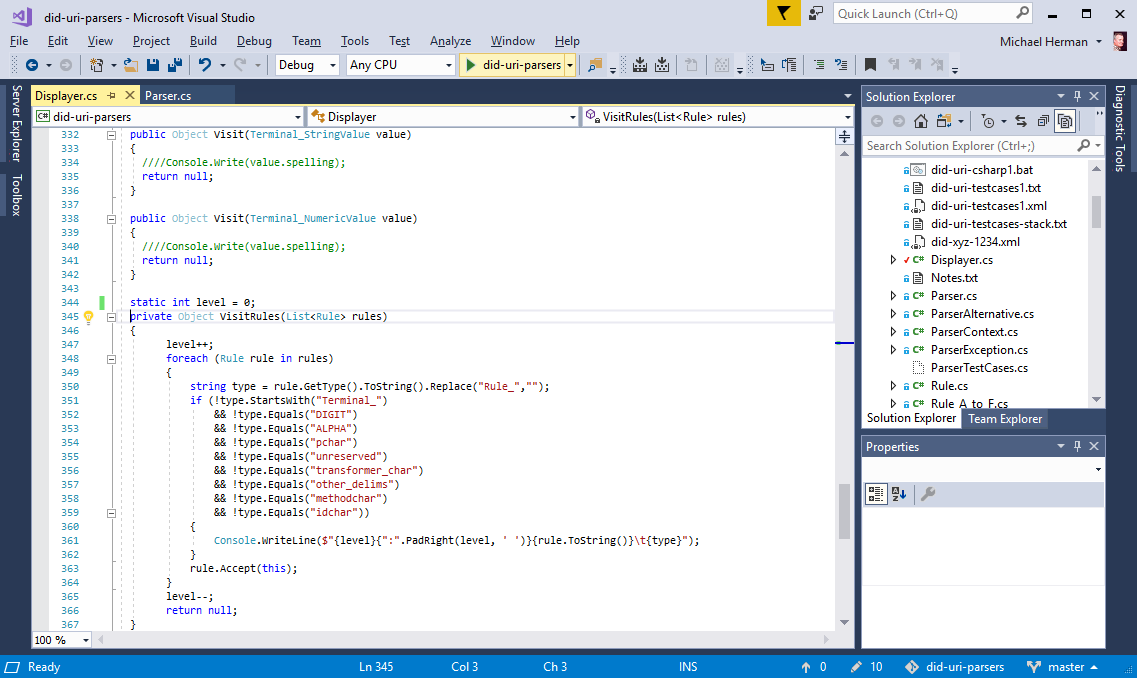 did-uri-parsers - Microsoft Visual Studio
Quick Launch (Ctrl+Q)
File Edit View Project Build Debug Team Tools Test Analyze Window Help
Michael Herman
Debug Any CPU did-uri-parsers
Server Explorer
Toolbox
Displayer.cs Parser.cs
C# did-uri-parsers Displayer VisitRules(List<Rule> rules)
332 public Object Visit(Terminal_StringValue value)
333 {
334 ////Console.Write(value.spelling);
335 return null;
336 }
337
338 public Object Visit(Terminal_NumericValue value)
339 {
340 ////Console.Write(value.spelling);
341 return null;
342 }
343
344 static int level = 0;
345 private Object VisitRules(List<Rule> rules)
346 {
347 level++;
348 foreach (Rule rule in rules)
349 {
350 string type = rule.GetType().ToString().Replace("Rule_","");
351 if (!type.StartsWith("Terminal_")
352 && !type.Equals("DIGIT")
353 && !type.Equals("ALPHA")
354 && !type.Equals("pchar")
355 && !type.Equals("unreserved")
356 && !type.Equals("transformer_char")
357 && !type.Equals("other_delims")
358 && !type.Equals("methodchar")
359 && !type.Equals("idchar"))
360 {
361 Console.WriteLine($"{level}{":".PadRight(level, ' ')}{rule.ToString()}\t{type}");
362 }
363 rule.Accept(this);
364 }
365 level--;
366 return null;
367 }
100 %
Solution Explorer
Search Solution Explorer (Ctrl+;)
did-uri-csharp1.bat
did-uri-testcases1.txt
did-uri-testcases1.xml
did-uri-testcases-stack.txt
did-xyz-1234.xml
C# Displayer.cs
Notes.txt
C# Parser.cs
C# ParserAlternative.cs
C# ParserContext.cs
C# ParserException.cs
ParserTestCases.cs
C# Rule.cs
C# Rule_A_to_F.cs
Solution Explorer Team Explorer
Properties
Diagnostic Tools
Ready Ln 345 Col 3 Ch 3 INS 0 10 did-uri-parsers master